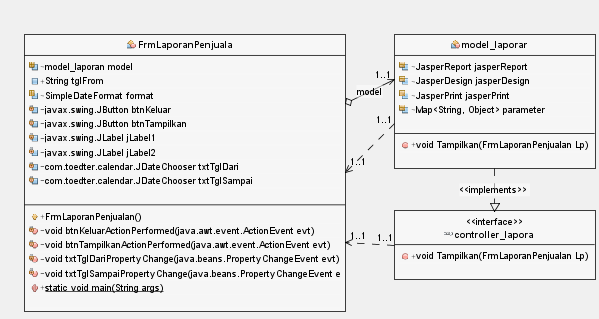 FrmLaporanPenjuala
-model_laporan model
+String tglFrom
~SimpleDateFormat format
-javax.swing.JButton btnKeluar
-javax.swing.JButton btnTampilkan
-javax.swing.JLabel jLabel1
-javax.swing.JLabel jLabel2
-com.toedter.calendar.JDateChooser txtTglDari
-com.toedter.calendar.JDateChooser txtTglSampai
+FrmLaporanPenjualan()
-void btnKeluarActionPerformed(java.awt.event.ActionEvent evt)
-void btnTampilkanActionPerformed(java.awt.event.ActionEvent evt)
-void txtTglDariPropertyChange(java.beans.PropertyChangeEvent evt)
-void txtTglSampaiPropertyChange(java.beans.PropertyChangeEvent e
+static void main(String args)
1..1
model
1..1
1..1
1..1
1..1
model_laporar
~JasperReport jasperReport
~JasperDesign jasperDesign
~JasperPrint jasperPrint
~Map<String, Object> parameter
+void Tampilkan(FrmLaporanPenjualan Lp)
<<implements>>
<<interface>>
controller_lapora
+void Tampilkan(FrmLaporanPenjualan Lp)